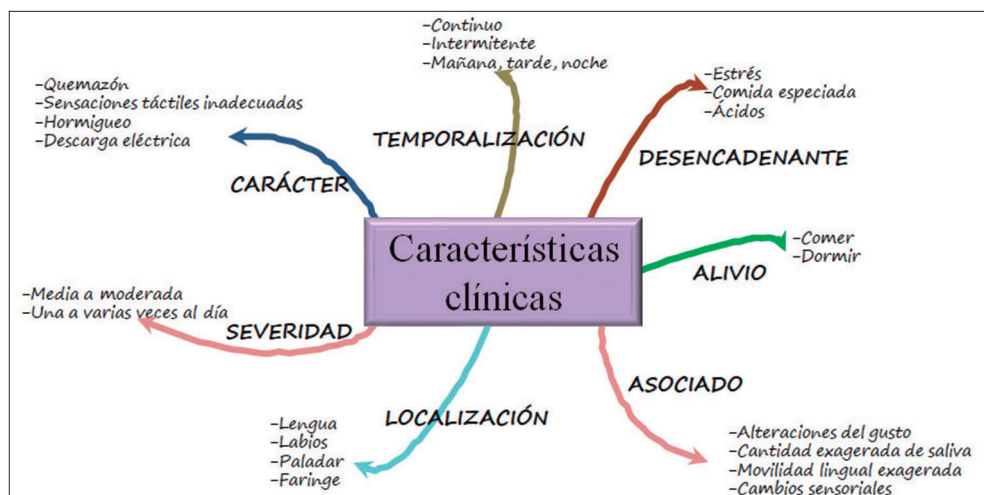 -Continuo
-Intermitente
-Mañana, tarde, noche
TEMPORALIZACIÓN
-Estrés
-Comida especiada
-Ácidos
DESENCADENANTE
-Quemazón
-Sensaciones táctiles inadecuadas
-Hormigueo
-Descarga eléctrica
CARÁCTER
Características
clínicas
-Comer
-Dormir
ALIVIO
-Media a moderada
-Una a varias veces al día
SEVERIDAD
LOCALIZACIÓN
-Lengua
-Labios
-Paladar
-Faringe
ASOCIADO
-Alteraciones del gusto
-Cantidad exagerada de saliva
-Movilidad lingual exagerada
-Cambios sensoriales